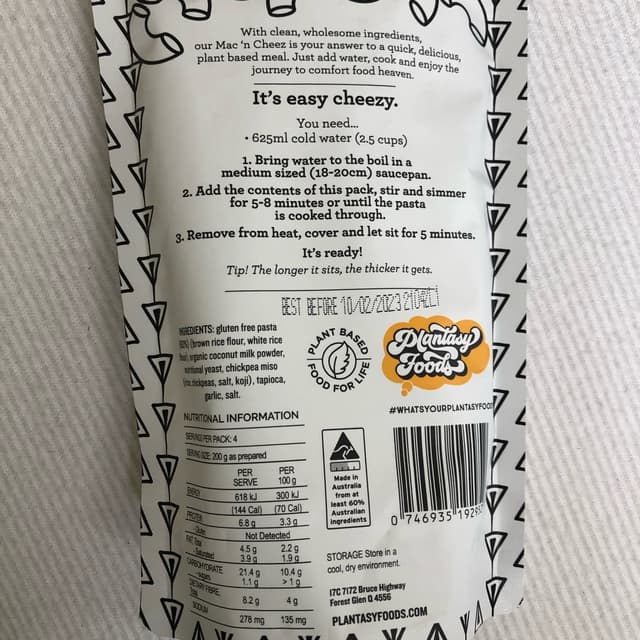 With clean, wholesome ingredients,
our Mac 'n Cheez is your answer to a quick, delicious,
plant based meal. Just add water, cook and enjoy the
journey to comfort food heaven.
It's easy cheezy.
You need...
• 625ml cold water (2.5 cups)
1. Bring water to the boil in a
medium sized (18-20cm) saucepan.
2. Add the contents of this pack, stir and simmer
for 5-8 minutes or until the pasta
is cooked through.
3. Remove from heat, cover and let sit for 5 minutes.
It's ready!
Tip! The longer it sits, the thicker it gets.
BEST BEFORE 10/02/2023
INGREDIENTS: gluten free pasta
(brown rice flour, white rice
organic coconut milk powder,
nutritional yeast, chickpea miso
chickpeas, salt, koji), tapioca,
garlic, salt.
PLANT BASED
FOOD FOR LIFE
Plantasy
Foods
#WHATSYOURPLANTASYFOOD
NUTRITIONAL INFORMATION
SERVES PER PACK: 4
SERVING SIZE: 200 g as prepared
PER SERVE PER 100 g
ENERGY 618 kJ 300 kJ
(144 Cal) (70 Cal)
PROTEIN 6.8 g 3.3 g
Gluten Not Detected
FAT Total 4.5 g 2.2 g
Saturated 3.9 g 1.9 g
CARBOHYDRATE 21.4 g 10.4 g
sugars 1.1 g >1 g
DIETARY FIBRE 8.2 g 4 g
SODIUM 278 mg 135 mg
Made in
Australia
from at
least 60%
Australian
ingredients
0 746935 1929
STORAGE Store in a
cool, dry environment.
17C 7172 Bruce Highway
Forest Glen Q 4556
PLANTASYFOODS.COM